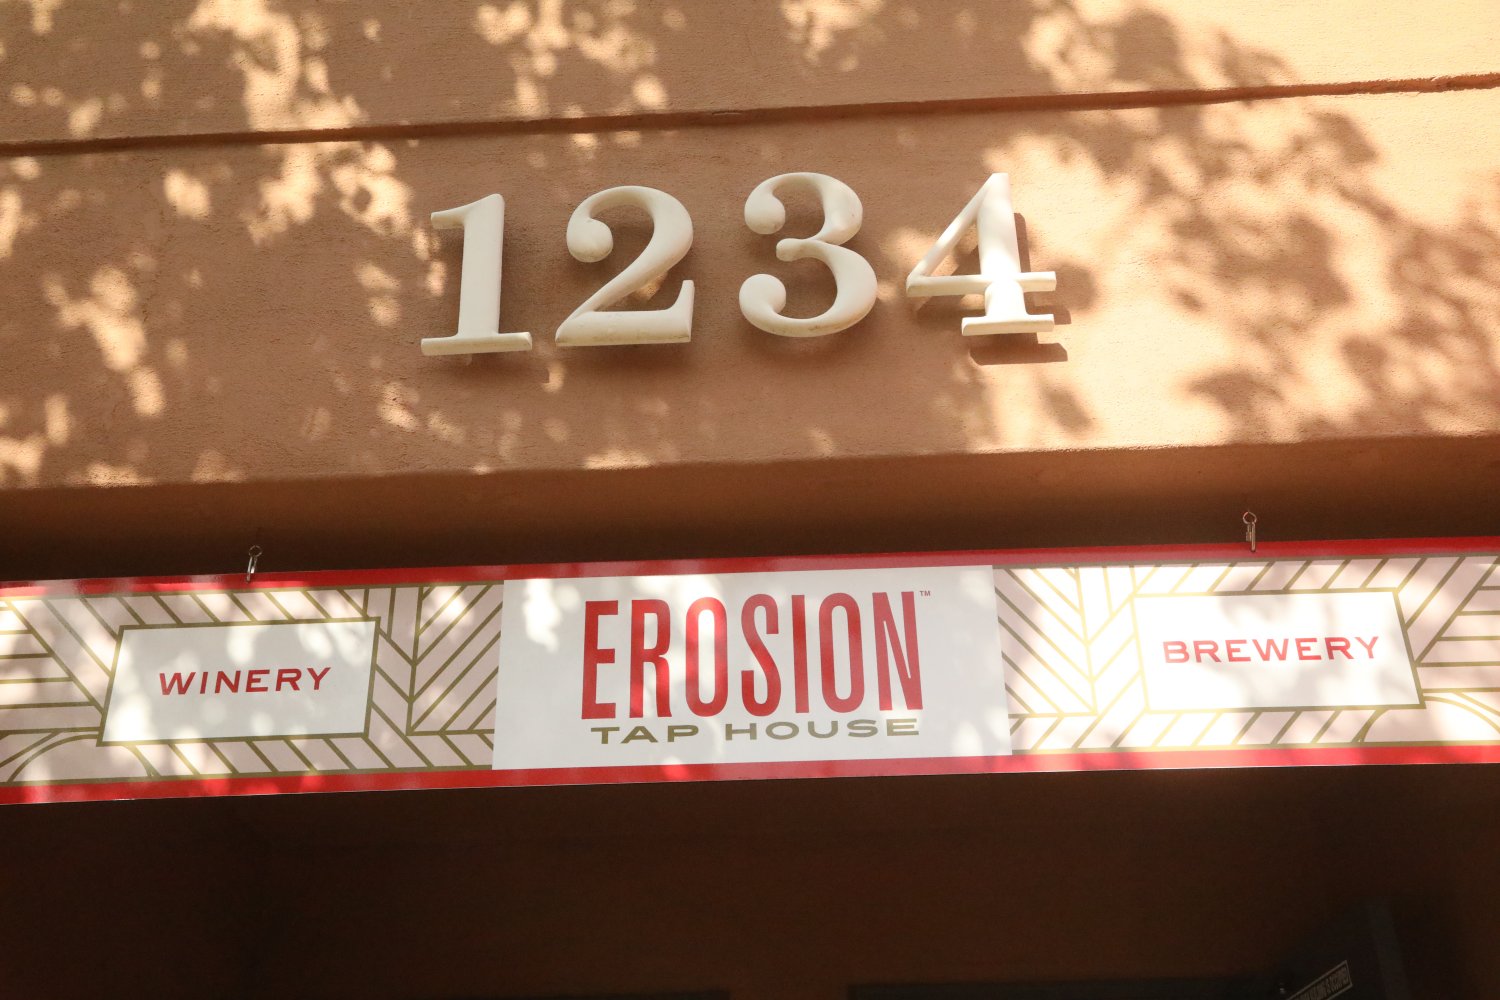 1234
WINERY
EROSION™
TAP HOUSE
BREWERY